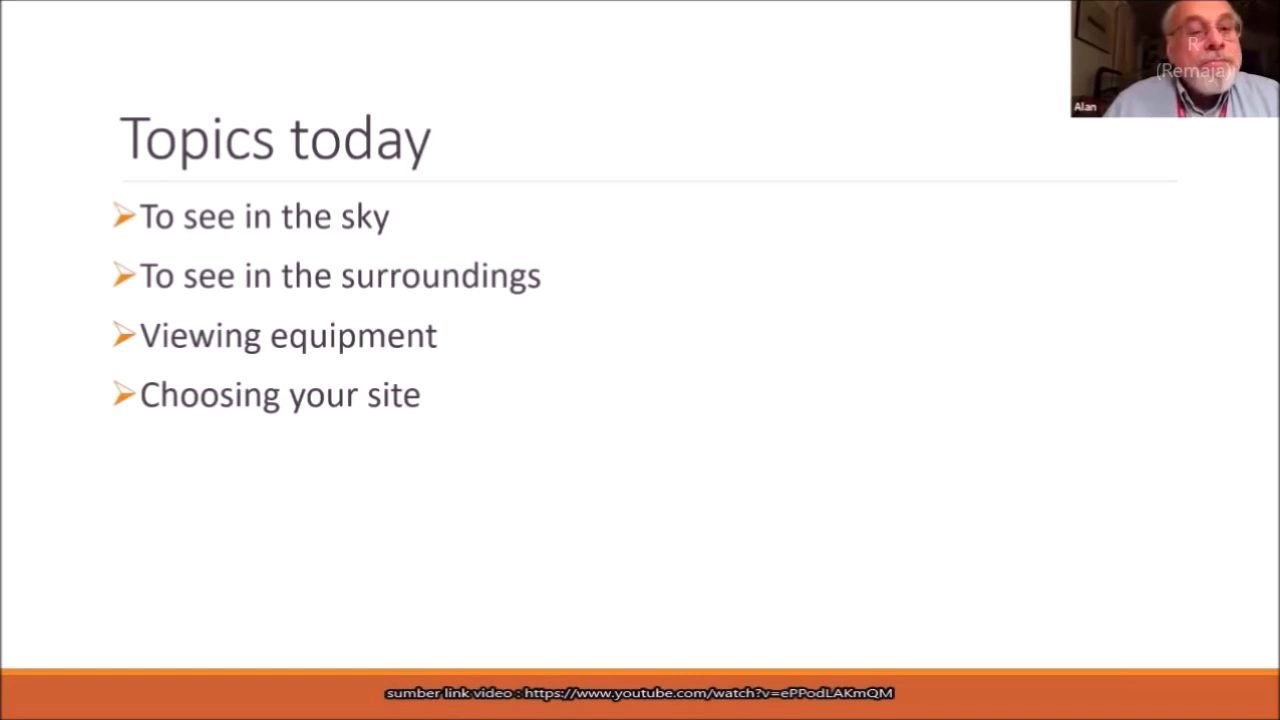 R
(Remaja)
Alan
Topics today
To see in the sky
To see in the surroundings
Viewing equipment
Choosing your site
sumber link video : https://www.youtube.com/watch?v=ePPodLAKmQM